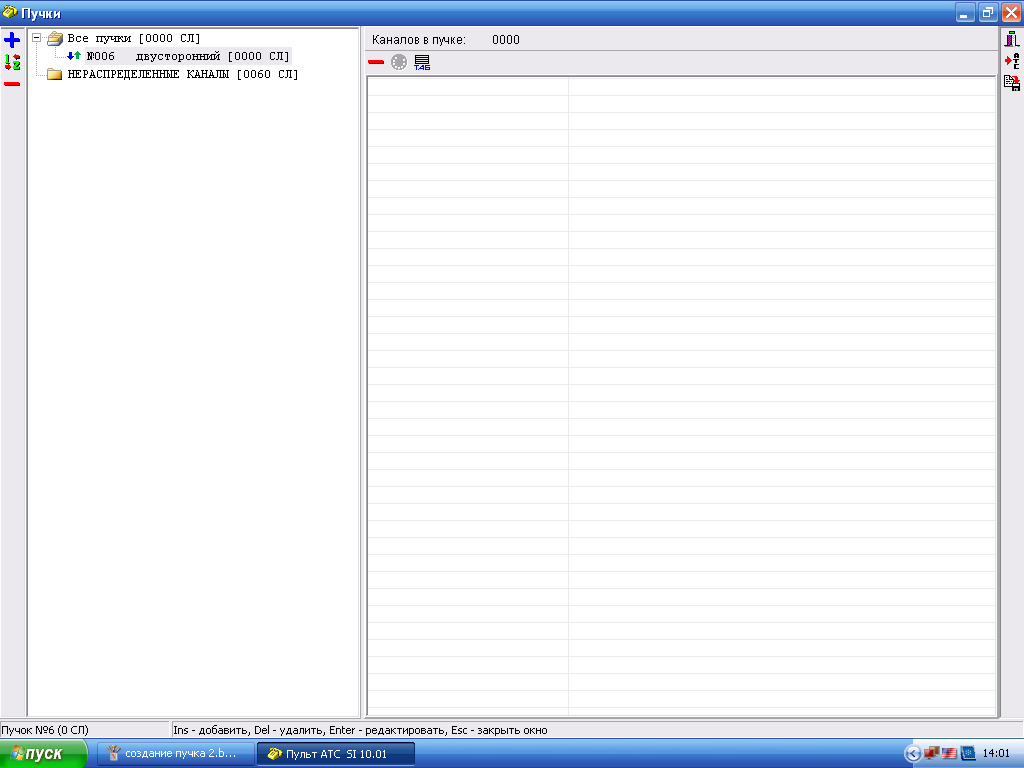 Пучки
Все пучки [0000 СЛ]
№006 двусторонний [0000 СЛ]
НЕРАСПРЕДЕЛЕННЫЕ КАНАЛЫ [0060 СЛ]
Каналов в пучке: 0000
ТАБ
АТС
Пучок №6 (0 СЛ)
Ins - добавить, Del - удалить, Enter - редактировать, Esc - закрыть окно
пуск
создание пучка 2.b...
Пульт АТС SI 10.01
14:01